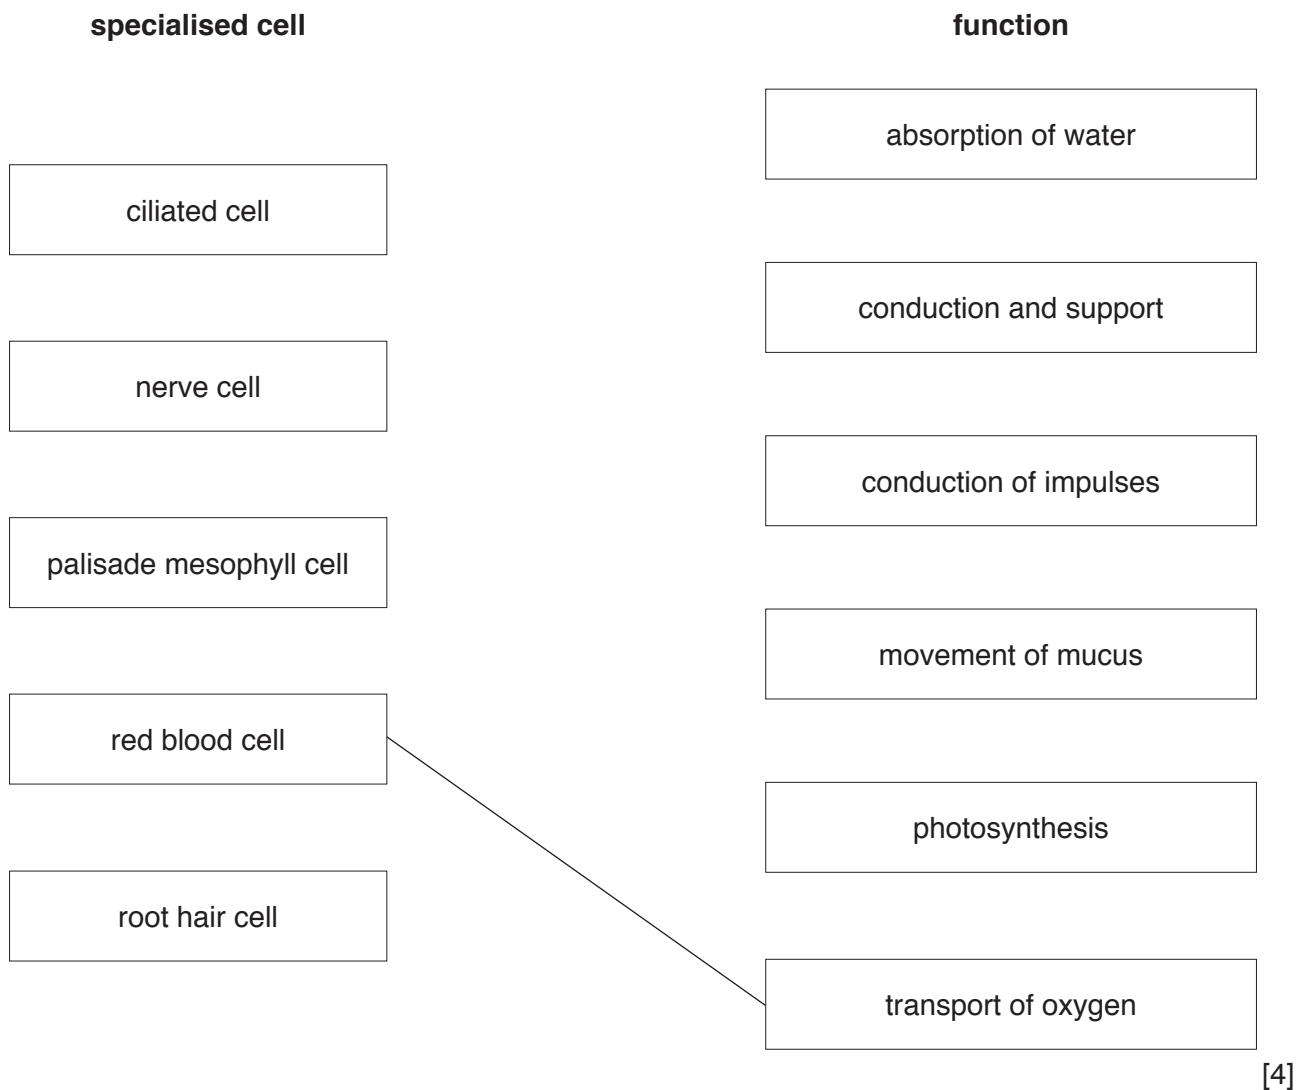 specialised cell
function
absorption of water
ciliated cell
conduction and support
nerve cell
conduction of impulses
palisade mesophyll cell
movement of mucus
red blood cell
photosynthesis
root hair cell
transport of oxygen
[4]